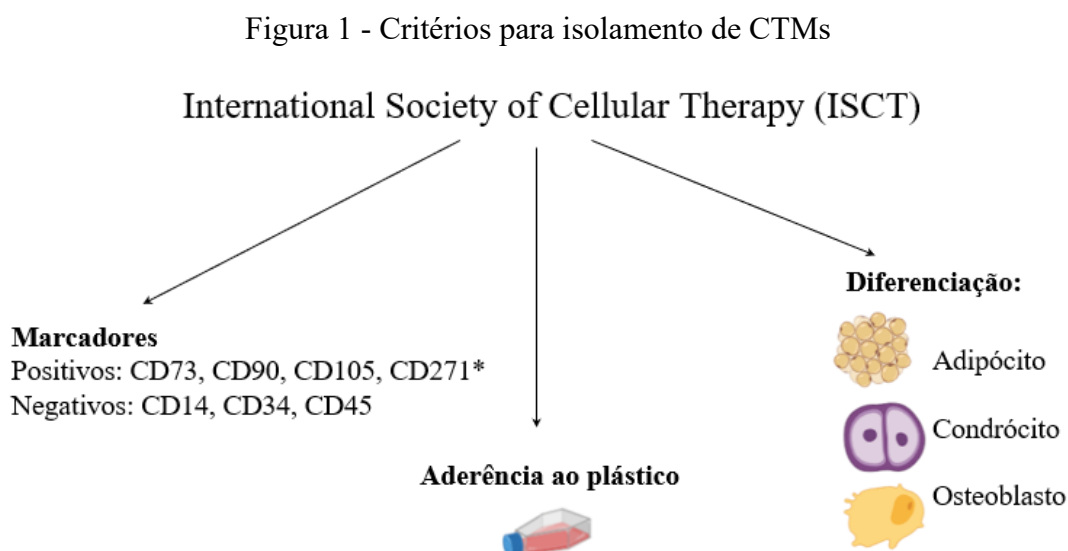 Figura 1 - Critérios para isolamento de CTMs
International Society of Cellular Therapy (ISCT)
Marcadores
Positivos: CD73, CD90, CD105, CD271*
Negativos: CD14, CD34, CD45
Aderência ao plástico
Diferenciação:
Adipócito
Condrócito
Osteoblasto